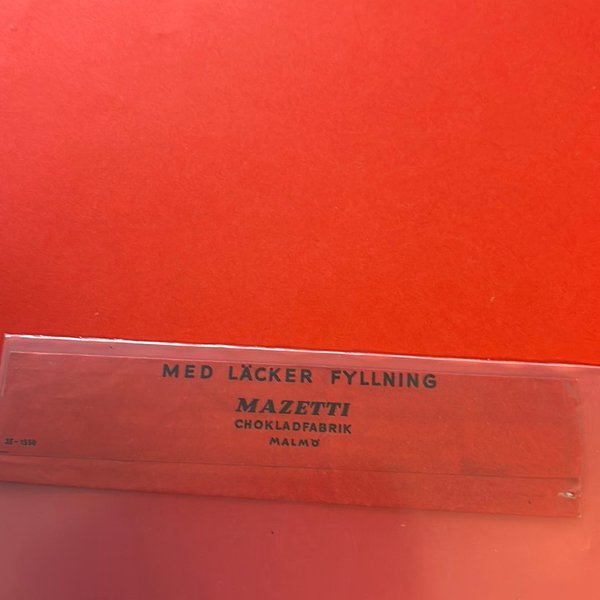 MED LÄCKER FYLLNING
MAZETTI
CHOKLADFABRIK
MALMÖ